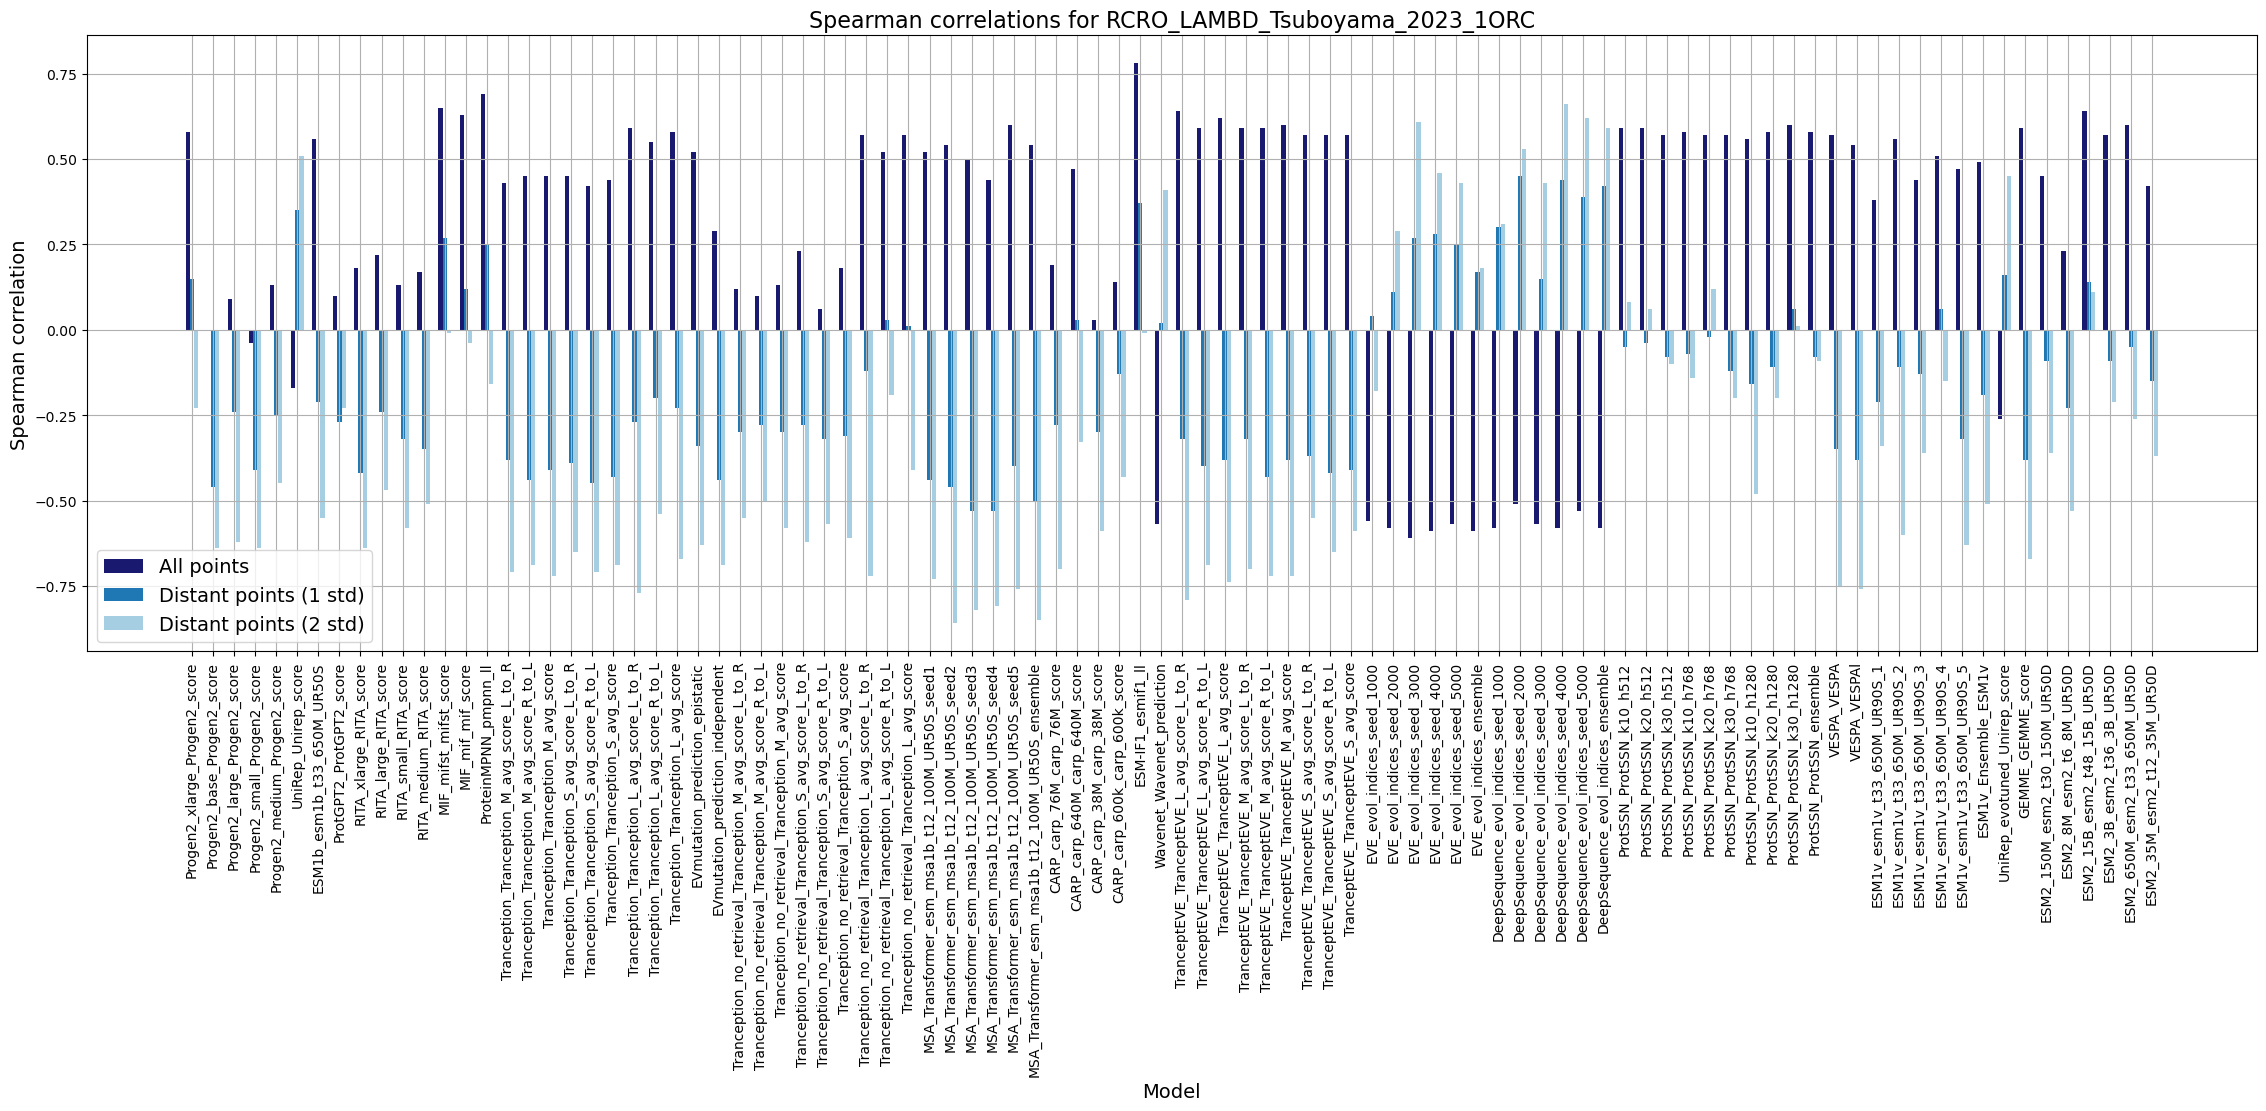 Spearman correlations for RCRO_LAMBD_Tsuboyama_2023_1ORC
Spearman correlation
0.75
0.50
0.25
0.00
−0.25
−0.50
−0.75
All points
Distant points (1 std)
Distant points (2 std)
Progen2_xlarge_Progen2_score
Progen2_base_Progen2_score
Progen2_large_Progen2_score
Progen2_small_Progen2_score
Progen2_medium_Progen2_score
UniRep_Unirep_score
ESM1b_esm1b_t33_650M_UR50S
ProtGPT2_ProtGPT2_score
RITA_xlarge_RITA_score
RITA_large_RITA_score
RITA_small_RITA_score
RITA_medium_RITA_score
MIF_mifst_mifst_score
MIF_mif_mif_score
ProteinMPNN_pmpnn_ll
Tranception_Tranception_M_avg_score_L_to_R
Tranception_Tranception_M_avg_score_R_to_L
Tranception_Tranception_M_avg_score
Tranception_Tranception_S_avg_score_L_to_R
Tranception_Tranception_S_avg_score_R_to_L
Tranception_Tranception_S_avg_score
Tranception_Tranception_L_avg_score_L_to_R
Tranception_Tranception_L_avg_score_R_to_L
Tranception_Tranception_L_avg_score
EVmutation_prediction_epistatic
EVmutation_prediction_independent
Tranception_no_retrieval_Tranception_M_avg_score_L_to_R
Tranception_no_retrieval_Tranception_M_avg_score_R_to_L
Tranception_no_retrieval_Tranception_M_avg_score
Tranception_no_retrieval_Tranception_S_avg_score_L_to_R
Tranception_no_retrieval_Tranception_S_avg_score_R_to_L
Tranception_no_retrieval_Tranception_S_avg_score
Tranception_no_retrieval_Tranception_L_avg_score_L_to_R
Tranception_no_retrieval_Tranception_L_avg_score_R_to_L
Tranception_no_retrieval_Tranception_L_avg_score
MSA_Transformer_esm_msa1b_t12_100M_UR50S_seed1
MSA_Transformer_esm_msa1b_t12_100M_UR50S_seed2
MSA_Transformer_esm_msa1b_t12_100M_UR50S_seed3
MSA_Transformer_esm_msa1b_t12_100M_UR50S_seed4
MSA_Transformer_esm_msa1b_t12_100M_UR50S_seed5
MSA_Transformer_esm_msa1b_t12_100M_UR50S_ensemble
CARP_carp_76M_carp_76M_score
CARP_carp_640M_carp_640M_score
CARP_carp_38M_carp_38M_score
CARP_carp_600k_carp_600k_score
ESM-IF1_esmif1_ll
Wavenet_Wavenet_prediction
TranceptEVE_TranceptEVE_L_avg_score_L_to_R
TranceptEVE_TranceptEVE_L_avg_score_R_to_L
TranceptEVE_TranceptEVE_L_avg_score
TranceptEVE_TranceptEVE_M_avg_score_L_to_R
TranceptEVE_TranceptEVE_M_avg_score_R_to_L
TranceptEVE_TranceptEVE_M_avg_score
TranceptEVE_TranceptEVE_S_avg_score_L_to_R
TranceptEVE_TranceptEVE_S_avg_score_R_to_L
TranceptEVE_TranceptEVE_S_avg_score
EVE_evol_indices_seed_1000
EVE_evol_indices_seed_2000
EVE_evol_indices_seed_3000
EVE_evol_indices_seed_4000
EVE_evol_indices_seed_5000
EVE_evol_indices_ensemble
DeepSequence_evol_indices_seed_1000
DeepSequence_evol_indices_seed_2000
DeepSequence_evol_indices_seed_3000
DeepSequence_evol_indices_seed_4000
DeepSequence_evol_indices_seed_5000
DeepSequence_evol_indices_ensemble
ProtSSN_ProtSSN_k10_h512
ProtSSN_ProtSSN_k20_h512
ProtSSN_ProtSSN_k30_h512
ProtSSN_ProtSSN_k10_h768
ProtSSN_ProtSSN_k20_h768
ProtSSN_ProtSSN_k30_h768
ProtSSN_ProtSSN_k10_h1280
ProtSSN_ProtSSN_k20_h1280
ProtSSN_ProtSSN_k30_h1280
ProtSSN_ProtSSN_ensemble
VESPA_VESPA
VESPA_VESPAl
ESM1v_esm1v_t33_650M_UR90S_1
ESM1v_esm1v_t33_650M_UR90S_2
ESM1v_esm1v_t33_650M_UR90S_3
ESM1v_esm1v_t33_650M_UR90S_4
ESM1v_esm1v_t33_650M_UR90S_5
ESM1v_Ensemble_ESM1v
UniRep_evotuned_Unirep_score
GEMME_GEMME_score
ESM2_150M_esm2_t30_150M_UR50D
ESM2_8M_esm2_t6_8M_UR50D
ESM2_15B_esm2_t48_15B_UR50D
ESM2_3B_esm2_t36_3B_UR50D
ESM2_650M_esm2_t33_650M_UR50D
ESM2_35M_esm2_t12_35M_UR50D
Model